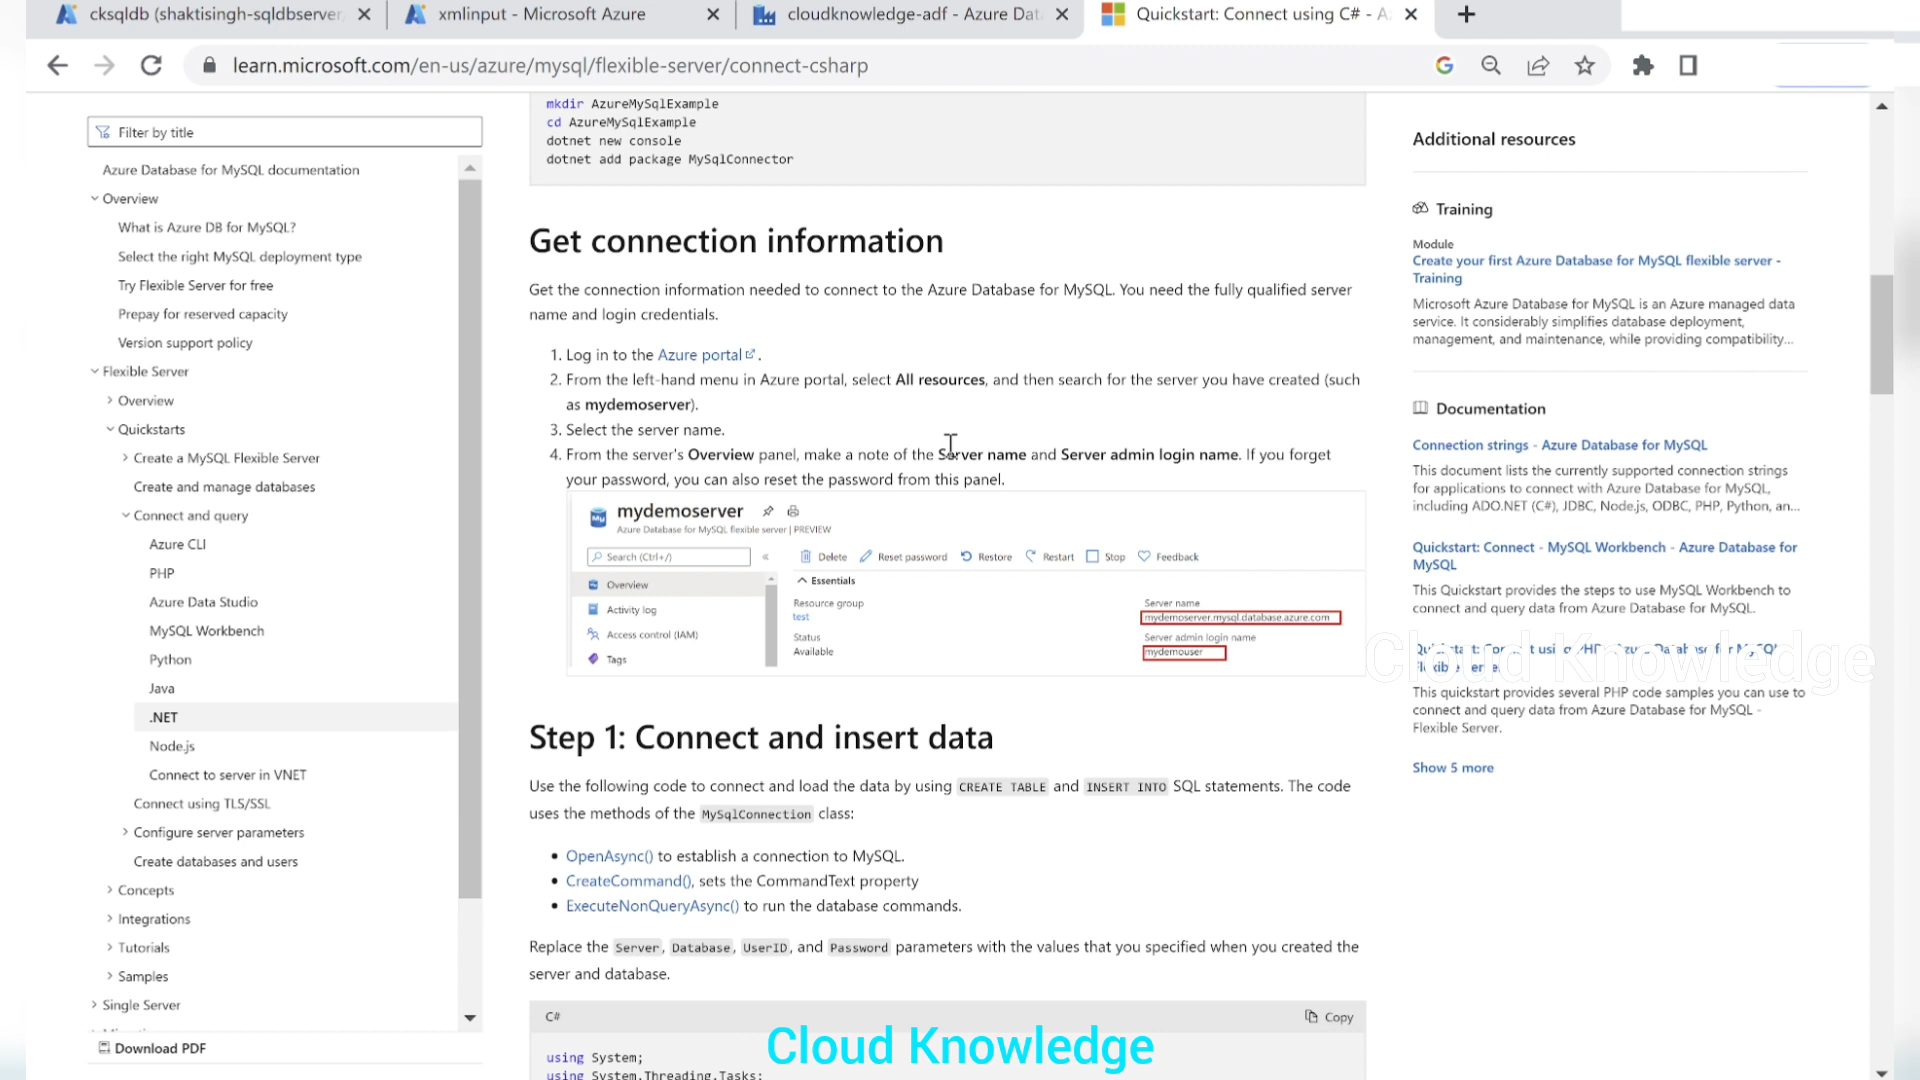 cksqldb (shaktisingh-sqldbserver,
xmlinput - Microsoft Azure
cloudknowledge-adf - Azure Dat
Quickstart: Connect using C# - A
learn.microsoft.com/en-us/azure/mysql/flexible-server/connect-csharp
Filter by title
Azure Database for MySQL documentation
Overview
What is Azure DB for MySQL?
Select the right MySQL deployment type
Try Flexible Server for free
Prepay for reserved capacity
Version support policy
Flexible Server
Overview
Quickstarts
Create a MySQL Flexible Server
Create and manage databases
Connect and query
Azure CLI
PHP
Azure Data Studio
MySQL Workbench
Python
Java
.NET
Node.js
Connect to server in VNET
Connect using TLS/SSL
Configure server parameters
Create databases and users
Concepts
Integrations
Tutorials
Samples
Single Server
Download PDF
mkdir AzureMySqlExample
cd AzureMySqlExample
dotnet new console
dotnet add package MySqlConnector
Get connection information
Get the connection information needed to connect to the Azure Database for MySQL. You need the fully qualified server
name and login credentials.
1. Log in to the Azure portal.
2. From the left-hand menu in Azure portal, select All resources, and then search for the server you have created (such
as mydemoserver).
3. Select the server name.
4. From the server's Overview panel, make a note of the Server name and Server admin login name. If you forget
your password, you can also reset the password from this panel.
mydemoserver
Azure Database for MySQL flexible server | PREVIEW
Search (Ctrl+/)
«
Delete
Reset password
Restore
Restart
Stop
Feedback
Overview
Activity log
Access control (IAM)
Tags
Essentials
Resource group
test
Status
Available
Server name
mydemoserver.mysql.database.azure.com
Server admin login name
mydemouser
Step 1: Connect and insert data
Use the following code to connect and load the data by using CREATE TABLE and INSERT INTO SQL statements. The code
uses the methods of the MySqlConnection class:
• OpenAsync() to establish a connection to MySQL.
• CreateCommand(), sets the CommandText property
• ExecuteNonQueryAsync() to run the database commands.
Replace the Server, Database, UserID, and Password parameters with the values that you specified when you created the
server and database.
C#
Copy
using System;
using System.Threading.Tasks;
Additional resources
Training
Module
Create your first Azure Database for MySQL flexible server -
Training
Microsoft Azure Database for MySQL is an Azure managed data
service. It considerably simplifies database deployment,
management, and maintenance, while providing compatibility...
Documentation
Connection strings - Azure Database for MySQL
This document lists the currently supported connection strings
for applications to connect with Azure Database for MySQL,
including ADO.NET (C#), JDBC, Node.js, ODBC, PHP, Python, an...
Quickstart: Connect - MySQL Workbench - Azure Database for
MySQL
This Quickstart provides the steps to use MySQL Workbench to
connect and query data from Azure Database for MySQL.
Quickstart: Connect using PHP - Azure Database for MySQL -
Flexible Server
This quickstart provides several PHP code samples you can use to
connect and query data from Azure Database for MySQL -
Flexible Server.
Show 5 more
Cloud Knowledge
Cloud Knowledge